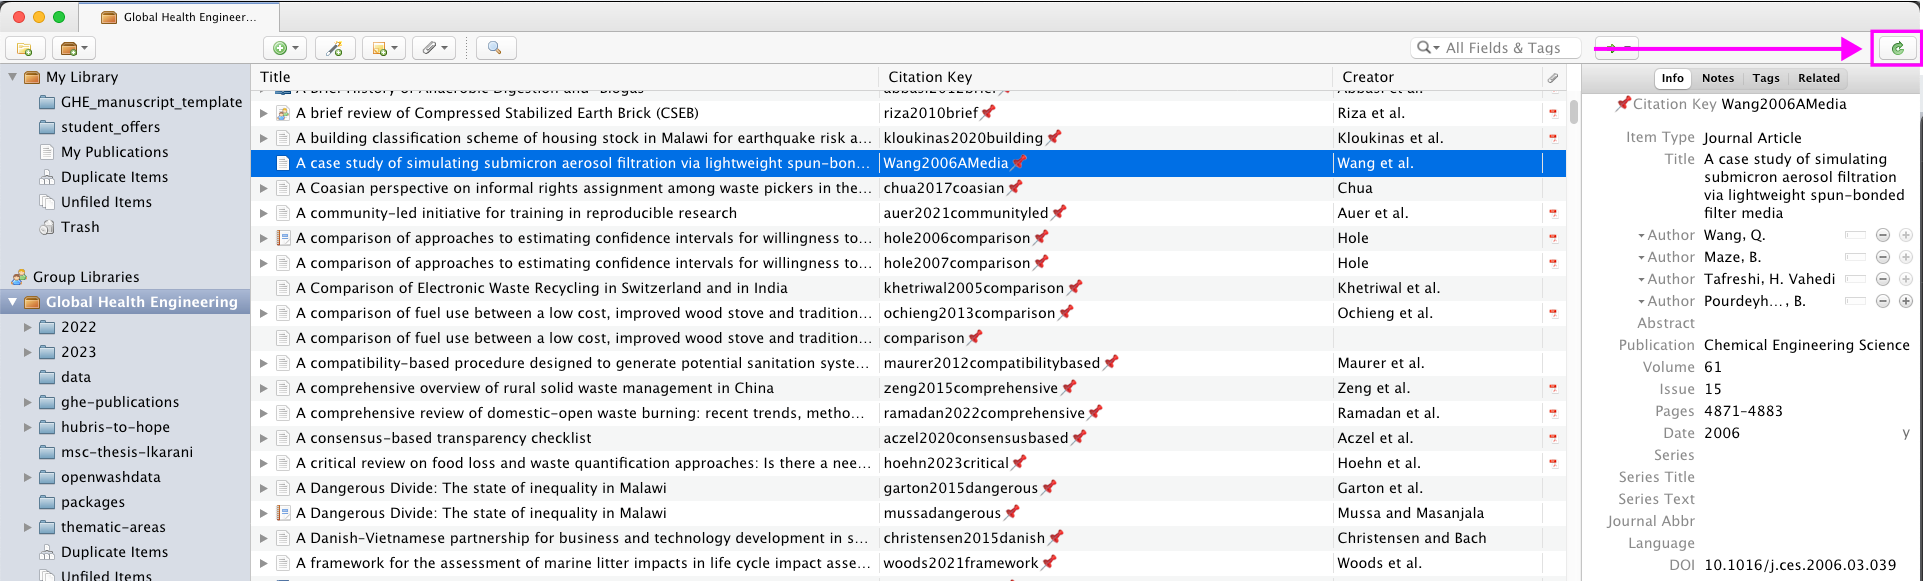 Global Health Engineer...
All Fields & Tags
My Library
GHE_manuscript_template
student_offers
My Publications
Duplicate Items
Unfiled Items
Trash
Group Libraries
Global Health Engineering
2022
2023
data
ghe-publications
hubris-to-hope
msc-thesis-lkarani
openwashdata
packages
thematic-areas
Duplicate Items
Unfiled Items
Title Citation Key Creator
A Brief History of Anaerobic Digestion and "Biogas" abbasi2012brief Abbasi et al.
A brief review of Compressed Stabilized Earth Brick (CSEB) riza2010brief Riza et al.
A building classification scheme of housing stock in Malawi for earthquake risk a... kloukinas2020building Kloukinas et al.
A case study of simulating submicron aerosol filtration via lightweight spun-bon... Wang2006AMedia Wang et al.
A Coasian perspective on informal rights assignment among waste pickers in the... chua2017coasian Chua
A community-led initiative for training in reproducible research auer2021communityled Auer et al.
A comparison of approaches to estimating confidence intervals for willingness to... hole2006comparison Hole
A comparison of approaches to estimating confidence intervals for willingness to... hole2007comparison Hole
A Comparison of Electronic Waste Recycling in Switzerland and in India khetriwal2005comparison Khetriwal et al.
A comparison of fuel use between a low cost, improved wood stove and tradition... ochieng2013comparison Ochieng et al.
A comparison of fuel use between a low cost, improved wood stove and tradition... comparison
A compatibility-based procedure designed to generate potential sanitation syste... maurer2012compatibilitybased Maurer et al.
A comprehensive overview of rural solid waste management in China zeng2015comprehensive Zeng et al.
A comprehensive review of domestic-open waste burning: recent trends, metho... ramadan2022comprehensive Ramadan et al.
A consensus-based transparency checklist aczel2020consensusbased Aczel et al.
A critical review on food loss and waste quantification approaches: Is there a nee... hoehn2023critical Hoehn et al.
A Dangerous Divide: The state of inequality in Malawi garton2015dangerous Garton et al.
A Dangerous Divide: The state of inequality in Malawi mussadangerous Mussa and Masanjala
A Danish-Vietnamese partnership for business and technology development in s... christensen2015danish Christensen and Bach
A framework for the assessment of marine litter impacts in life cycle impact asse... woods2021framework Woods et al.
Info Notes Tags Related
Citation Key Wang2006AMedia
Item Type Journal Article
Title A case study of simulating
submicron aerosol filtration
via lightweight spun-bonded
filter media
Author Wang, Q.
Author Maze, B.
Author Tafreshi, H. Vahedi
Author Pourdeyh..., B.
Abstract
Publication Chemical Engineering Science
Volume 61
Issue 15
Pages 4871-4883
Date 2006 y
Series
Series Title
Series Text
Journal Abbr
Language
DOI 10.1016/j.ces.2006.03.039